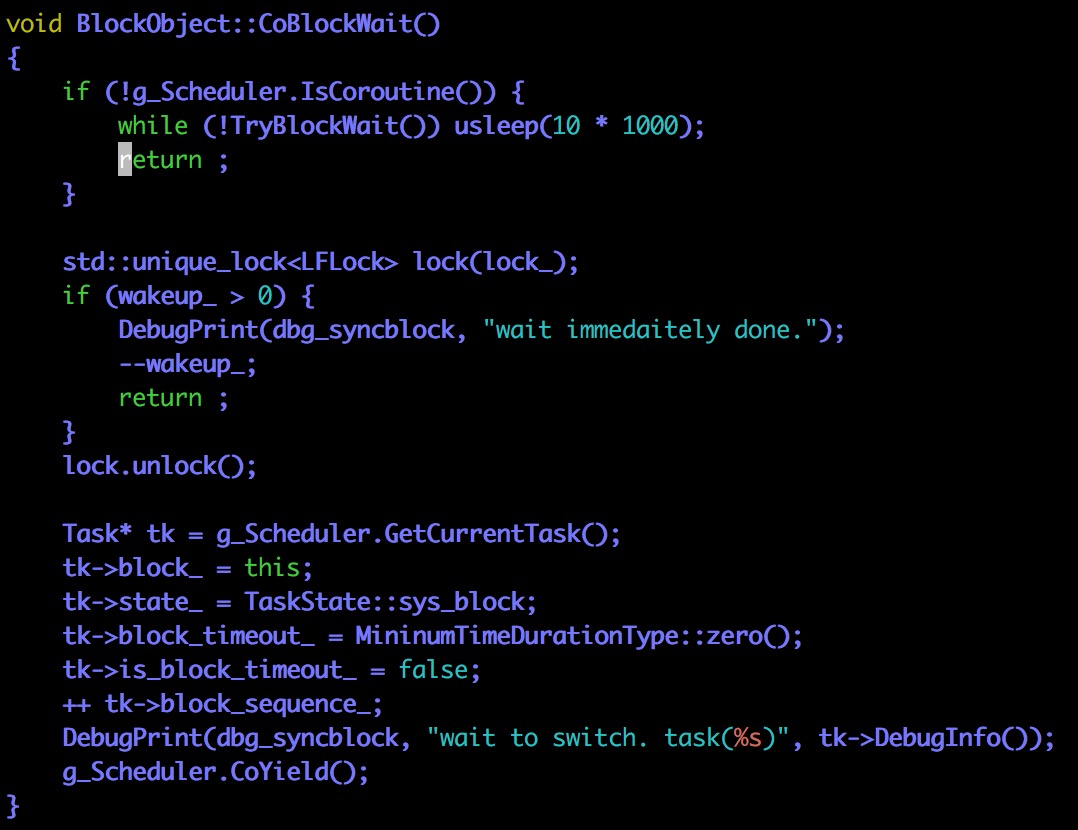 void BlockObject::CoBlockWait()
{
    if (!g_Scheduler.IsCoroutine()) {
        while (!TryBlockWait()) usleep(10 * 1000);
        return ;
    }

    std::unique_lock<LFLock> lock(lock_);
    if (wakeup_ > 0) {
        DebugPrint(dbg_syncblock, "wait immedaitely done.");
        --wakeup_;
        return ;
    }
    lock.unlock();

    Task* tk = g_Scheduler.GetCurrentTask();
    tk->block_ = this;
    tk->state_ = TaskState::sys_block;
    tk->block_timeout_ = MininumTimeDurationType::zero();
    tk->is_block_timeout_ = false;
    ++ tk->block_sequence_;
    DebugPrint(dbg_syncblock, "wait to switch. task(%s)", tk->DebugInfo());
    g_Scheduler.CoYield();
}